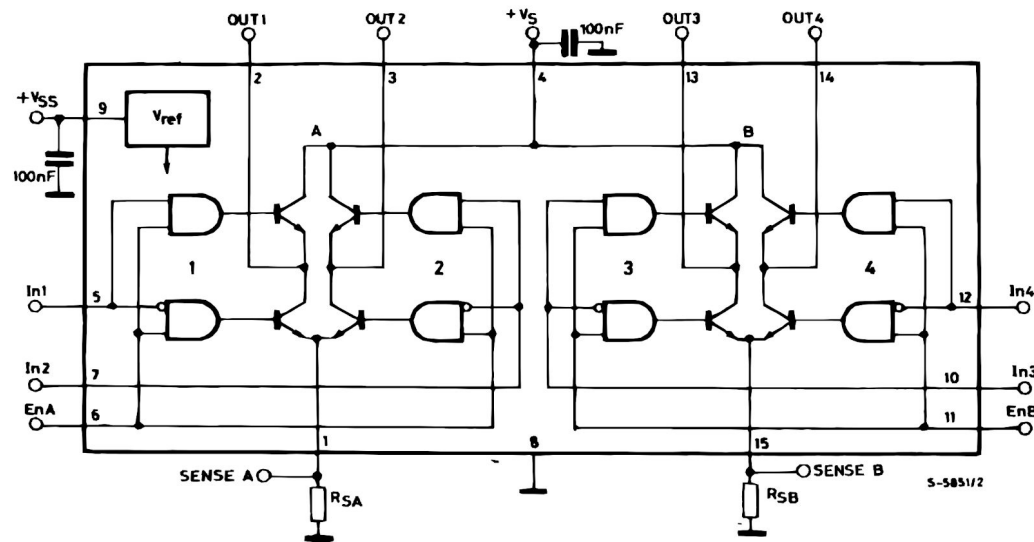 OUT1 OUT2 +VS 100nF OUT3 OUT4
2 3 4 13 14
+VSS 9 Vref A B
100nF
1 2 3 4
In1 5 12 In4
In2 7 10 In3
EnA 6 11 EnB
1 8 15
SENSE A RSA RSB SENSE B
S-5851/2